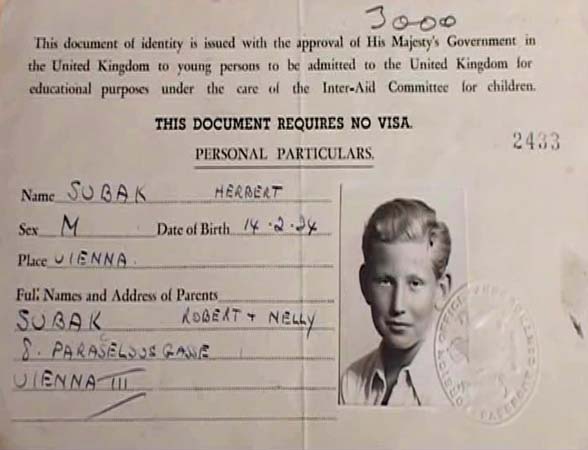 3000
This document of identity is issued with the approval of His Majesty's Government in
the United Kingdom to young persons to be admitted to the United Kingdom for
educational purposes under the care of the Inter-Aid Committee for children.
THIS DOCUMENT REQUIRES NO VISA.
2433
PERSONAL PARTICULARS.
Name SUBAK HERBERT
Sex M Date of Birth 14.2.24
Place VIENNA.
Full Names and Address of Parents
SUBAK ROBERT + NELLY
8. PARACELSUSGASSE
VIENNA III
PASSPORT OFFICE